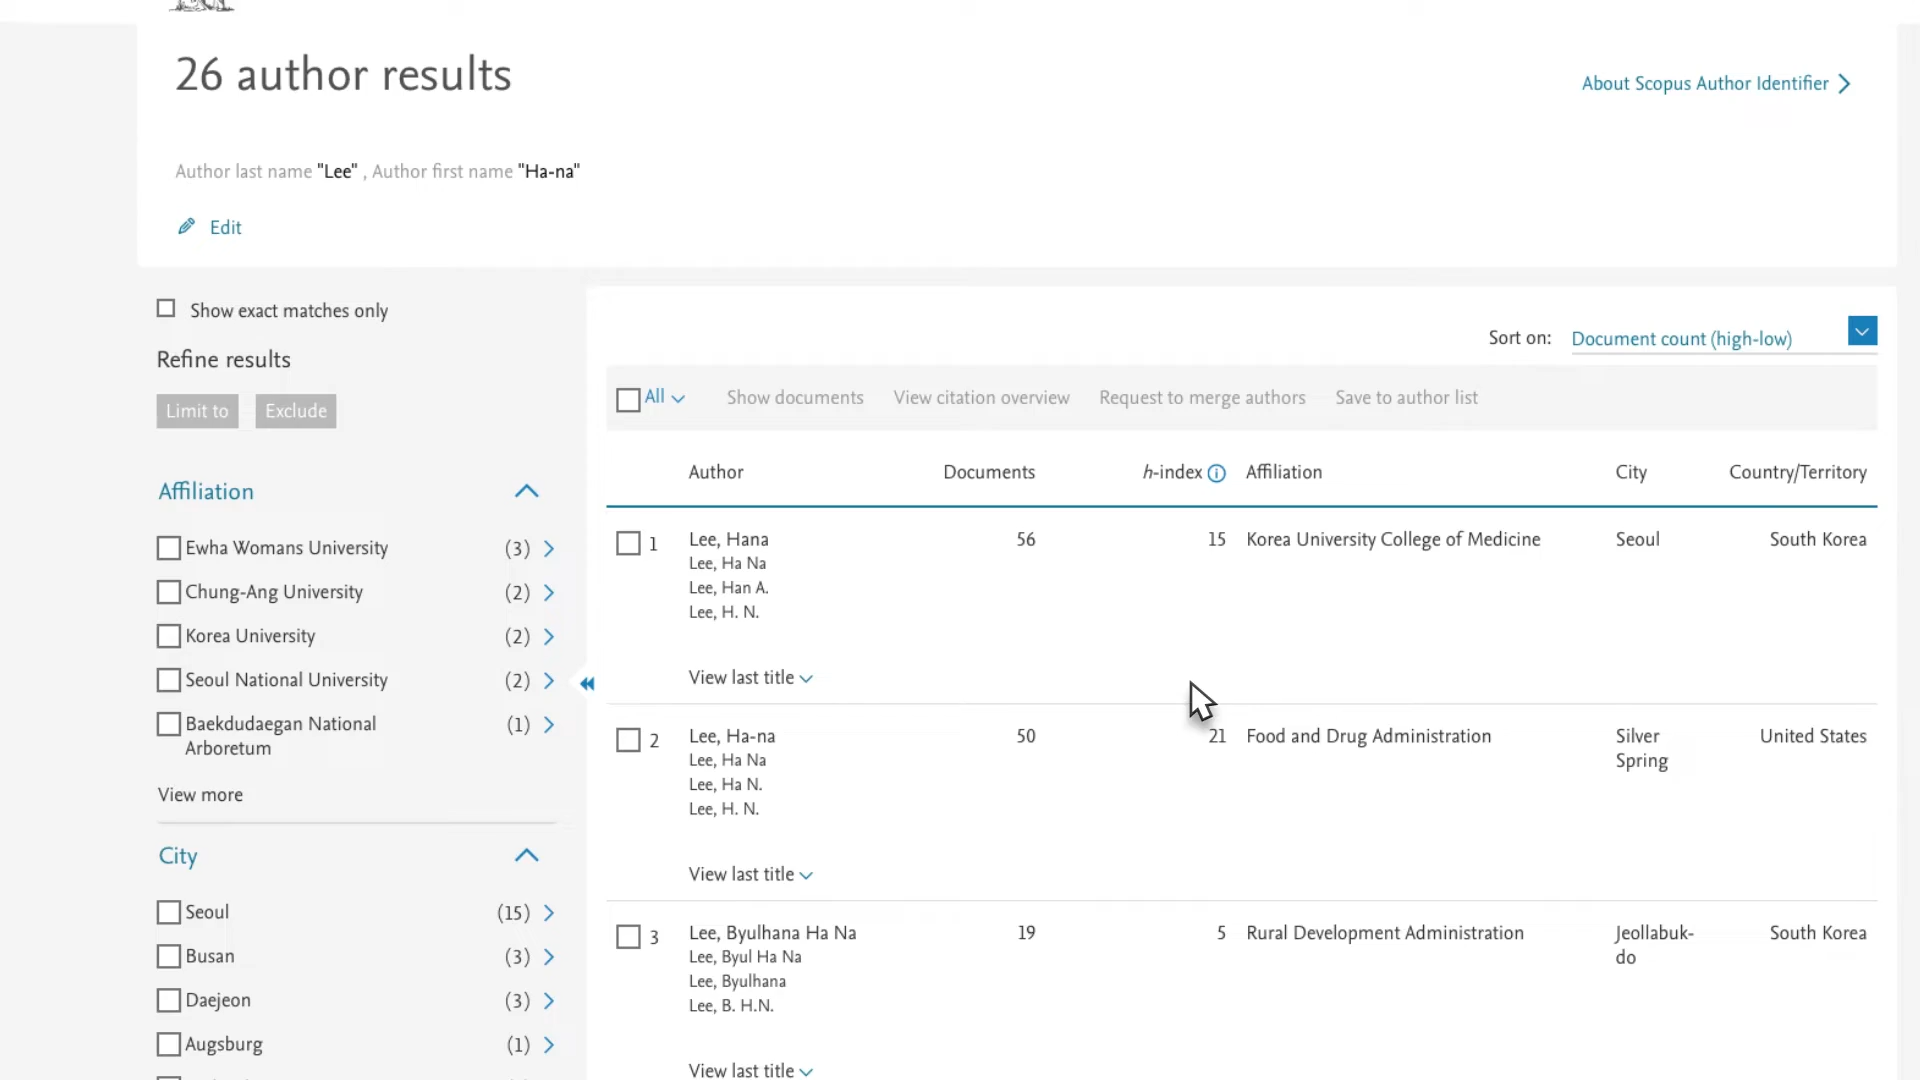 26 author results
About Scopus Author Identifier
Author last name "Lee" , Author first name "Ha-na"
Edit
Show exact matches only
Refine results
Limit to Exclude
Affiliation
Ewha Womans University (3)
Chung-Ang University (2)
Korea University (2)
Seoul National University (2)
Baekdudaegan National (1)
Arboretum
View more
City
Seoul (15)
Busan (3)
Daejeon (3)
Augsburg (1)
Sort on: Document count (high-low)
All Show documents View citation overview Request to merge authors Save to author list
Author Documents h-index Affiliation City Country/Territory
1 Lee, Hana 56 15 Korea University College of Medicine Seoul South Korea
Lee, Ha Na
Lee, Han A.
Lee, H. N.
View last title
2 Lee, Ha-na 50 21 Food and Drug Administration Silver United States
Lee, Ha Na Spring
Lee, Ha N.
Lee, H. N.
View last title
3 Lee, Byulhana Ha Na 19 5 Rural Development Administration Jeollabuk- South Korea
Lee, Byul Ha Na do
Lee, Byulhana
Lee, B. H.N.
View last title